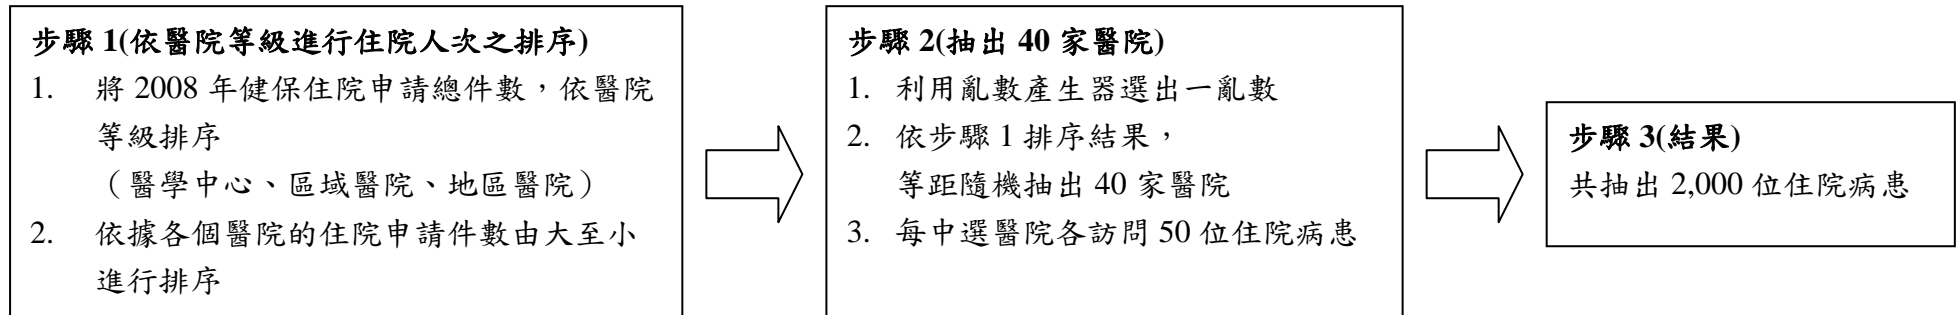 步驟 1(依醫院等級進行住院人次之排序)
1. 將 2008 年健保住院申請總件數，依醫院
等級排序
（醫學中心、區域醫院、地區醫院）
2. 依據各個醫院的住院申請件數由大至小
進行排序
步驟 2(抽出 40 家醫院)
1. 利用亂數產生器選出一亂數
2. 依步驟 1 排序結果，
等距隨機抽出 40 家醫院
3. 每中選醫院各訪問 50 位住院病患
步驟 3(結果)
共抽出 2,000 位住院病患